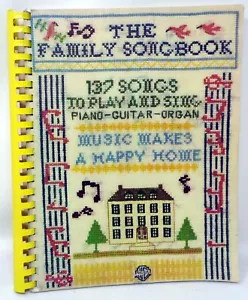 THE
FAMILY SONGBOOK
137 SONGS
TO PLAY AND SING
PIANO-GUITAR-ORGAN
MUSIC MAKES
A HAPPY HOME